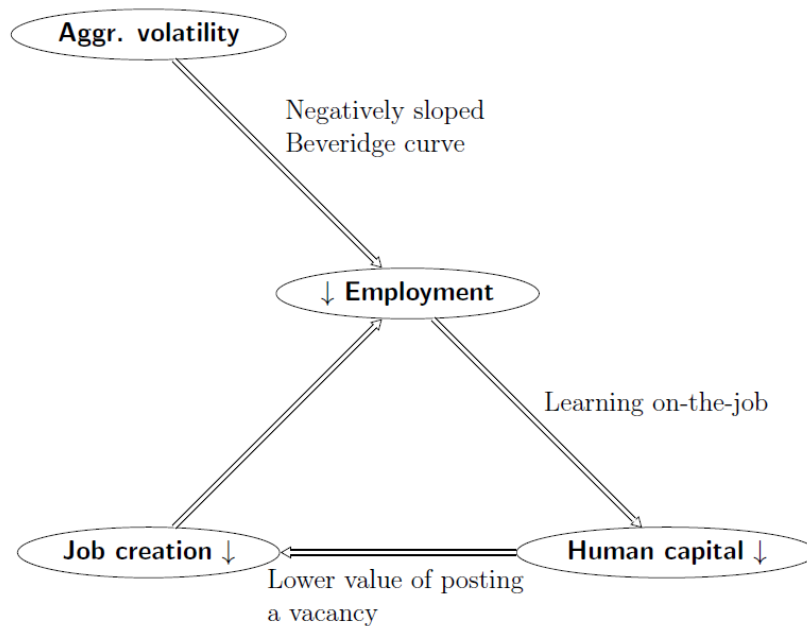 Aggr. volatility
Negatively sloped
Beveridge curve
↓ Employment
Learning on-the-job
Job creation ↓
Human capital ↓
Lower value of posting
a vacancy